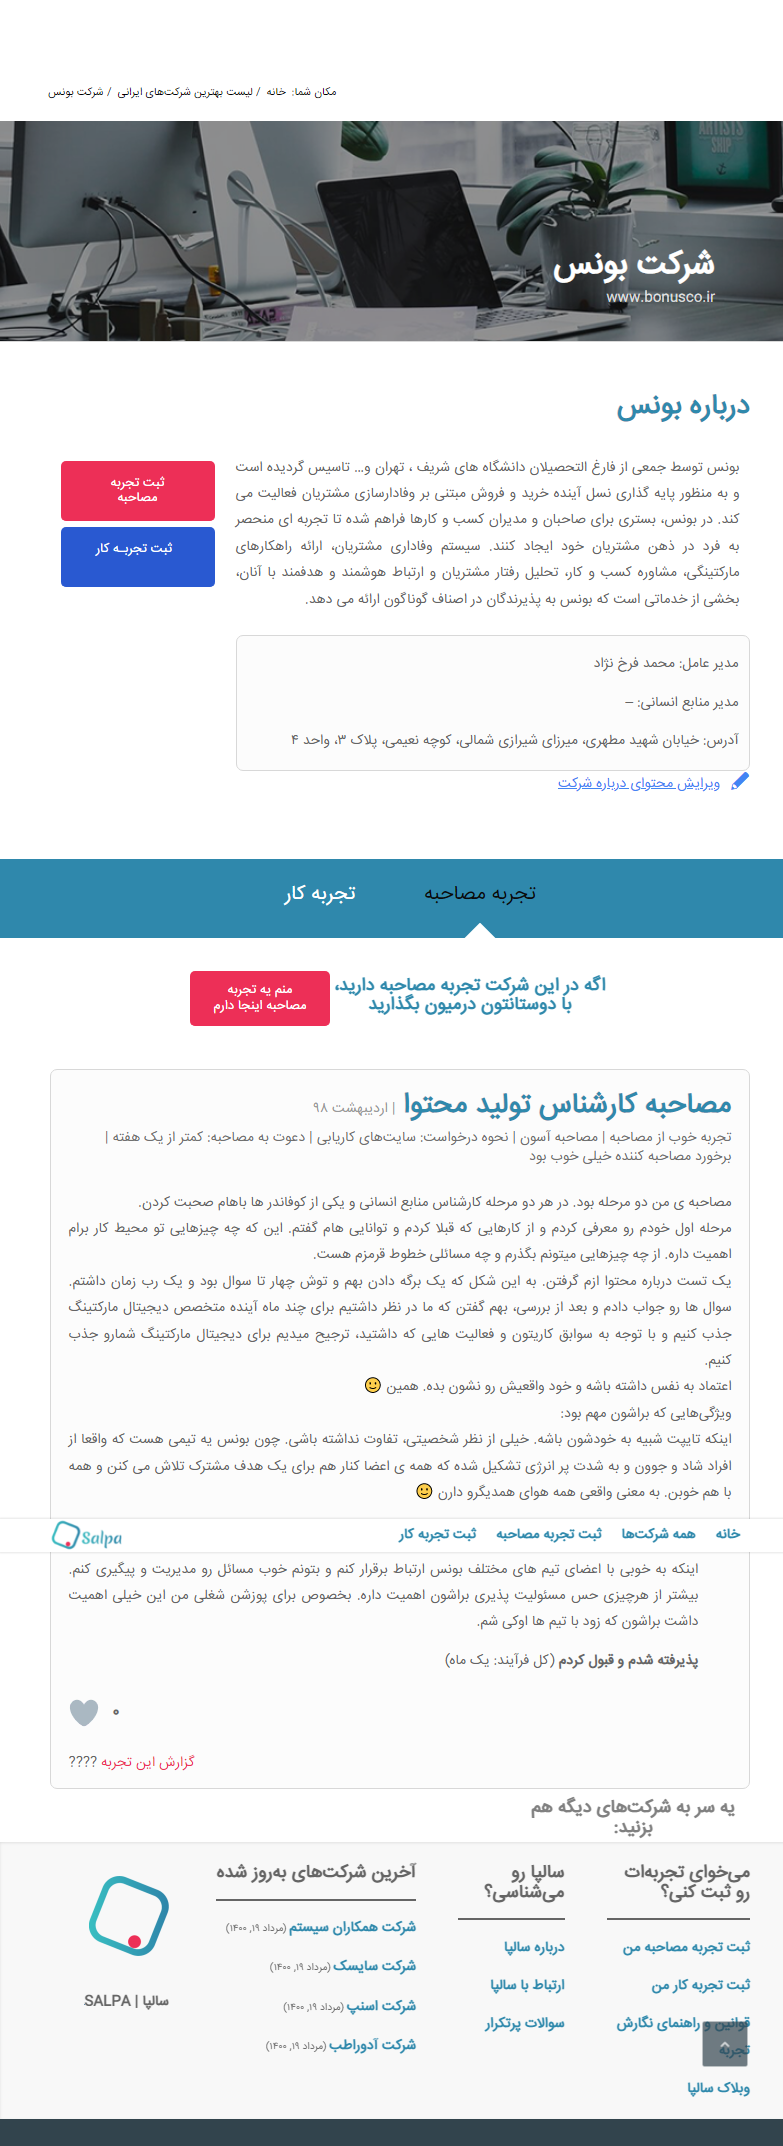 مکان شما: خانه / لیست بهترین شرکت‌های ایرانی / شرکت بونس
ARTISTS
SHIP
شرکت بونس
www.bonusco.ir
درباره بونس
بونس توسط جمعی از فارغ التحصیلان دانشگاه های شریف ، تهران و... تاسیس گردیده است
و به منظور پایه گذاری نسل آینده خرید و فروش مبتنی بر وفادارسازی مشتریان فعالیت می
کند. در بونس، بستری برای صاحبان و مدیران کسب و کارها فراهم شده تا تجربه ای منحصر
به فرد در ذهن مشتریان خود ایجاد کنند. سیستم وفاداری مشتریان، ارائه راهکارهای
مارکتینگی، مشاوره کسب و کار، تحلیل رفتار مشتریان و ارتباط هوشمند و هدفمند با آنان،
بخشی از خدماتی است که بونس به پذیرندگان در اصناف گوناگون ارائه می دهد.
ثبت تجربه
مصاحبه
ثبت تجربـه کار
مدیر عامل: محمد فرخ نژاد
مدیر منابع انسانی: –
آدرس: خیابان شهید مطهری، میرزای شیرازی شمالی، کوچه نعیمی، پلاک ۳، واحد ۴
ویرایش محتوای درباره شرکت
تجربه مصاحبه
تجربه کار
اگه در این شرکت تجربه مصاحبه دارید،
با دوستانتون درمیون بگذارید
منم یه تجربه
مصاحبه اینجا دارم
مصاحبه کارشناس تولید محتوا | اردیبهشت ۹۸
تجربه خوب از مصاحبه | مصاحبه آسون | نحوه درخواست: سایت‌های کاریابی | دعوت به مصاحبه: کمتر از یک هفته |
برخورد مصاحبه کننده خیلی خوب بود
مصاحبه ی من دو مرحله بود. در هر دو مرحله کارشناس منابع انسانی و یکی از کوفاندر ها باهام صحبت کردن.
مرحله اول خودم رو معرفی کردم و از کارهایی که قبلا کردم و توانایی هام گفتم. این که چه چیزهایی تو محیط کار برام
اهمیت داره. از چه چیزهایی میتونم بگذرم و چه مسائلی خطوط قرمزم هست.
یک تست درباره محتوا ازم گرفتن. به این شکل که یک برگه دادن بهم و توش چهار تا سوال بود و یک رب زمان داشتم.
سوال ها رو جواب دادم و بعد از بررسی، بهم گفتن که ما در نظر داشتیم برای چند ماه آینده متخصص دیجیتال مارکتینگ
جذب کنیم و با توجه به سوابق کاریتون و فعالیت هایی که داشتید، ترجیح میدیم برای دیجیتال مارکتینگ شمارو جذب
کنیم.
اعتماد به نفس داشته باشه و خود واقعیش رو نشون بده. همین 🙂
ویژگی‌هایی که براشون مهم بود:
اینکه تایپت شبیه به خودشون باشه. خیلی از نظر شخصیتی، تفاوت نداشته باشی. چون بونس یه تیمی هست که واقعا از
افراد شاد و جوون و به شدت پر انرژی تشکیل شده که همه ی اعضا کنار هم برای یک هدف مشترک تلاش می کنن و همه
با هم خوبن. به معنی واقعی همه هوای همدیگرو دارن 🙂
خانه
همه شرکت‌ها
ثبت تجربه مصاحبه
ثبت تجربه کار
Salpa
اینکه به خوبی با اعضای تیم های مختلف بونس ارتباط برقرار کنم و بتونم خوب مسائل رو مدیریت و پیگیری کنم.
بیشتر از هرچیزی حس مسئولیت پذیری براشون اهمیت داره. بخصوص برای پوزشن شغلی من این خیلی اهمیت
داشت براشون که زود با تیم ها اوکی شم.
پذیرفته شدم و قبول کردم (کل فرآیند: یک ماه)
۰
گزارش این تجربه ????
یه سر به شرکت‌های دیگه هم
بزنید:
می‌خوای تجربه‌ات
رو ثبت کنی؟
ثبت تجربه مصاحبه من
ثبت تجربه کار من
قوانین و راهنمای نگارش
تجربه
وبلاک سالپا
سالپا رو
می‌شناسی؟
درباره سالپا
ارتباط با سالپا
سوالات پرتکرار
آخرین شرکت‌های به‌روز شده
شرکت همکاران سیستم (مرداد ۱۹, ۱۴۰۰)
شرکت سایسک (مرداد ۱۹, ۱۴۰۰)
شرکت اسنپ (مرداد ۱۹, ۱۴۰۰)
شرکت آدوراطب (مرداد ۱۹, ۱۴۰۰)
سالپا | SALPA